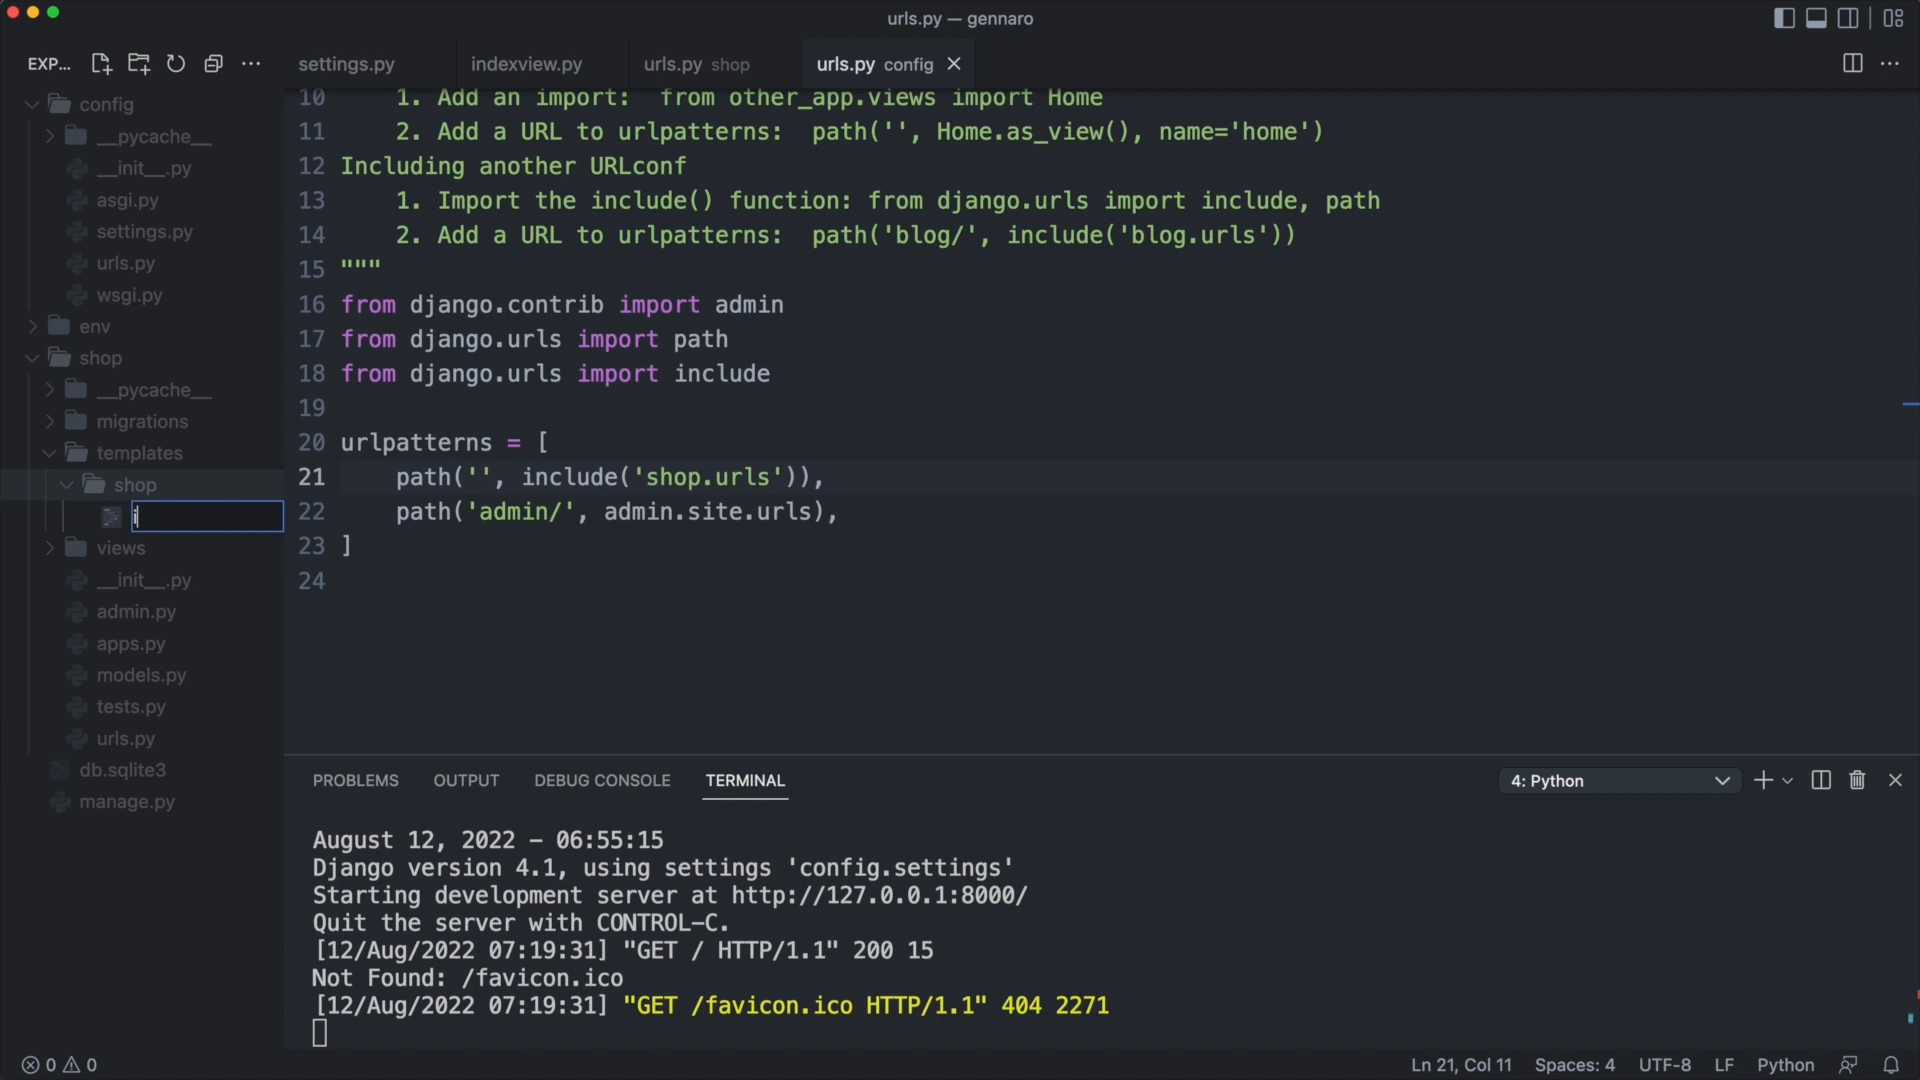 urls.py — gennaro
EXP...
settings.py
indexview.py
urls.py shop
urls.py config
config
__pycache__
__init__.py
asgi.py
settings.py
urls.py
wsgi.py
env
shop
__pycache__
migrations
templates
shop
i
views
__init__.py
admin.py
apps.py
models.py
tests.py
urls.py
db.sqlite3
manage.py
10     1. Add an import:  from other_app.views import Home
11     2. Add a URL to urlpatterns:  path('', Home.as_view(), name='home')
12 Including another URLconf
13     1. Import the include() function: from django.urls import include, path
14     2. Add a URL to urlpatterns:  path('blog/', include('blog.urls'))
15 """
16 from django.contrib import admin
17 from django.urls import path
18 from django.urls import include
19
20 urlpatterns = [
21     path('', include('shop.urls')),
22     path('admin/', admin.site.urls),
23 ]
24
PROBLEMS OUTPUT DEBUG CONSOLE TERMINAL 4: Python
August 12, 2022 – 06:55:15
Django version 4.1, using settings 'config.settings'
Starting development server at http://127.0.0.1:8000/
Quit the server with CONTROL-C.
[12/Aug/2022 07:19:31] "GET / HTTP/1.1" 200 15
Not Found: /favicon.ico
[12/Aug/2022 07:19:31] "GET /favicon.ico HTTP/1.1" 404 2271
0 0 Ln 21, Col 11 Spaces: 4 UTF-8 LF Python